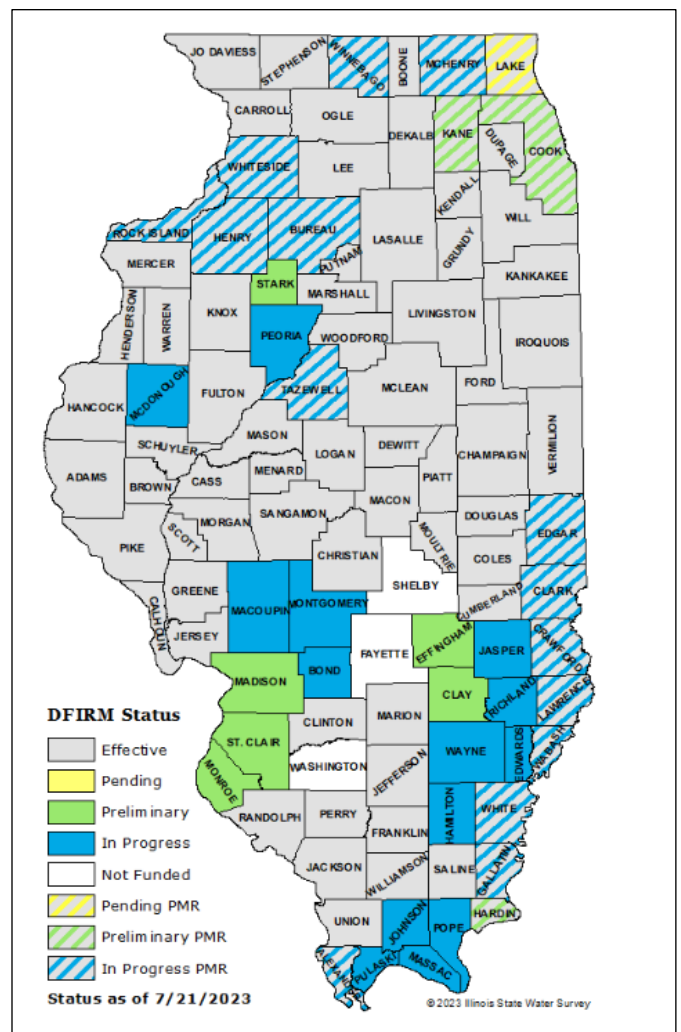 JO DAVIESS
STEPHENSON
WINNEBAGO
BOONE
MCHENRY
LAKE
CARROLL
OGLE
DEKALB
KANE
DUPAGE
COOK
WHITESIDE
LEE
KENDALL
WILL
ROCK ISLAND
HENRY
BUREAU
PUTNAM
LASALLE
GRUNDY
MERCER
STARK
MARSHALL
KANKAKEE
HENDERSON
WARREN
KNOX
PEORIA
WOODFORD
LIVINGSTON
IROQUOIS
HANCOCK
MCDONOUGH
FULTON
TAZEWELL
MCLEAN
FORD
SCHUYLER
MASON
LOGAN
DEWITT
CHAMPAIGN
VERMILION
ADAMS
BROWN
CASS
MENARD
MACON
PIATT
PIKE
SCOTT
MORGAN
SANGAMON
CHRISTIAN
MOULTRIE
DOUGLAS
EDGAR
COLES
CALHOUN
GREENE
JERSEY
MACOUPIN
MONTGOMERY
SHELBY
CUMBERLAND
CLARK
MADISON
BOND
FAYETTE
EFFINGHAM
JASPER
CRAWFORD
ST. CLAIR
MONROE
CLINTON
MARION
CLAY
RICHLAND
LAWRENCE
WASHINGTON
JEFFERSON
WAYNE
EDWARDS
WABASH
RANDOLPH
PERRY
FRANKLIN
HAMILTON
WHITE
JACKSON
WILLIAMSON
SALINE
GALLATIN
UNION
JOHNSON
POPE
HARDIN
ALEXANDER
PULASKI
MASSAC
DFIRM Status
Effective
Pending
Preliminary
In Progress
Not Funded
Pending PMR
Preliminary PMR
In Progress PMR
Status as of 7/21/2023
© 2023 Illinois State Water Survey